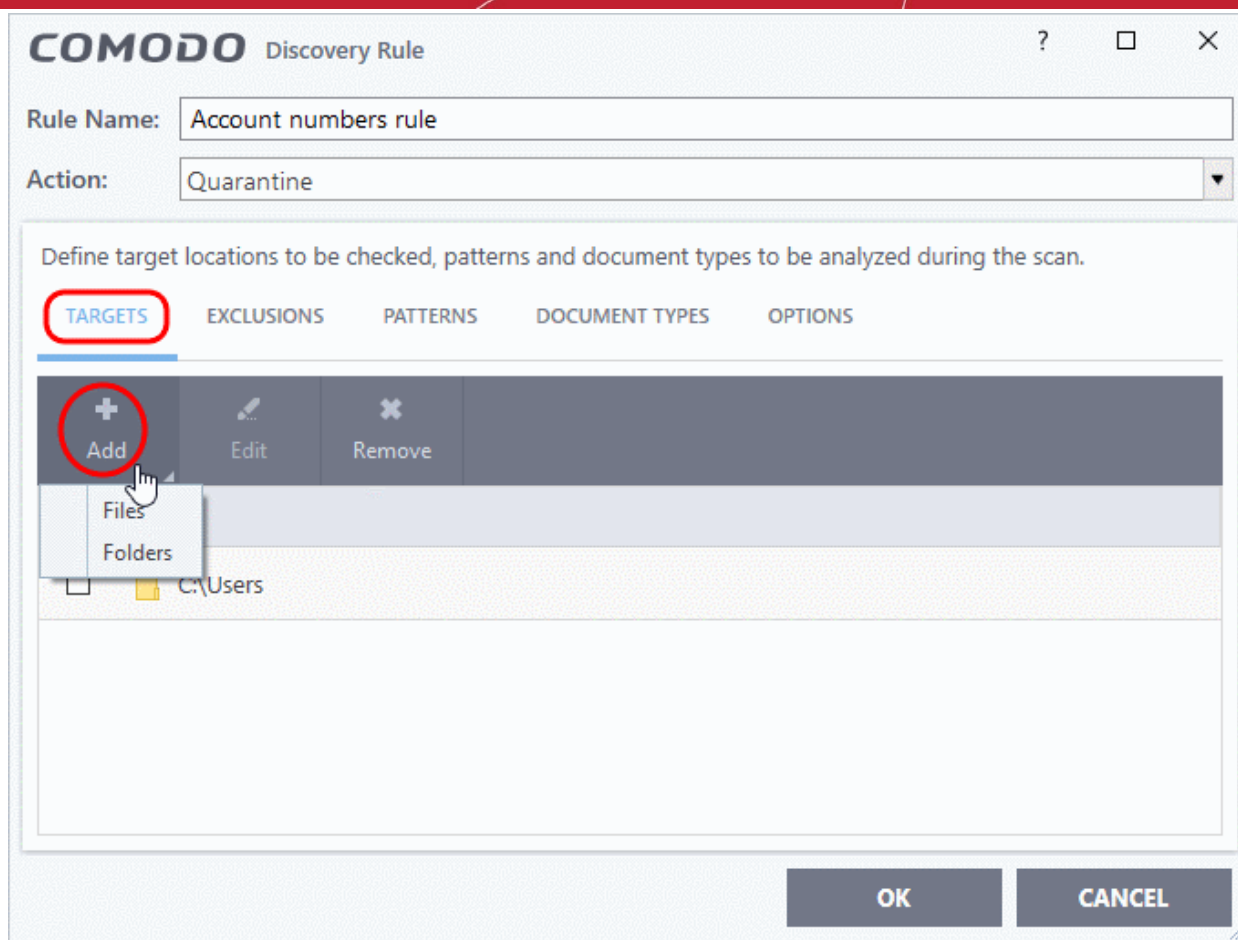 COMODO Discovery Rule ?
Rule Name: Account numbers rule
Action: Quarantine
Define target locations to be checked, patterns and document types to be analyzed during the scan.
TARGETS EXCLUSIONS PATTERNS DOCUMENT TYPES OPTIONS
Add Edit Remove
Files
Folders
C:\Users
OK CANCEL